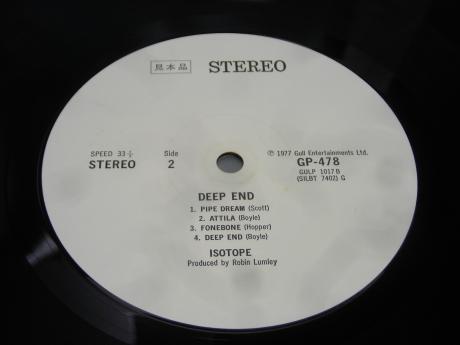 見本品 STEREO
SPEED 33⅓ Side
STEREO 2
℗ 1977 Gull Entertainments Ltd.
GP-478
GULP 1017 B
(SILBT 7402) G
DEEP END
1. PIPE DREAM (Scott)
2. ATTILA (Boyle)
3. FONEBONE (Hopper)
4. DEEP END (Boyle)
ISOTOPE
Produced by Robin Lumley